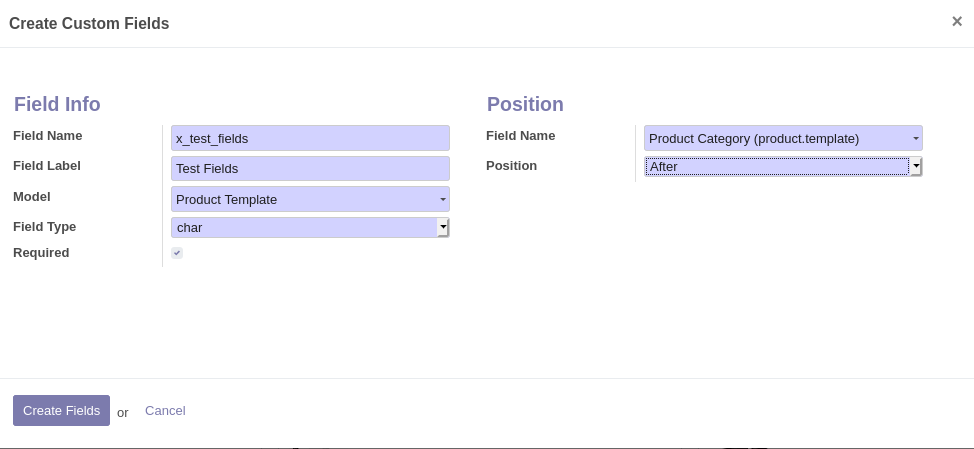 Create Custom Fields ×
Field Info
Field Name x_test_fields
Field Label Test Fields
Model Product Template
Field Type char
Required
Position
Field Name Product Category (product.template)
Position After
Create Fields or Cancel